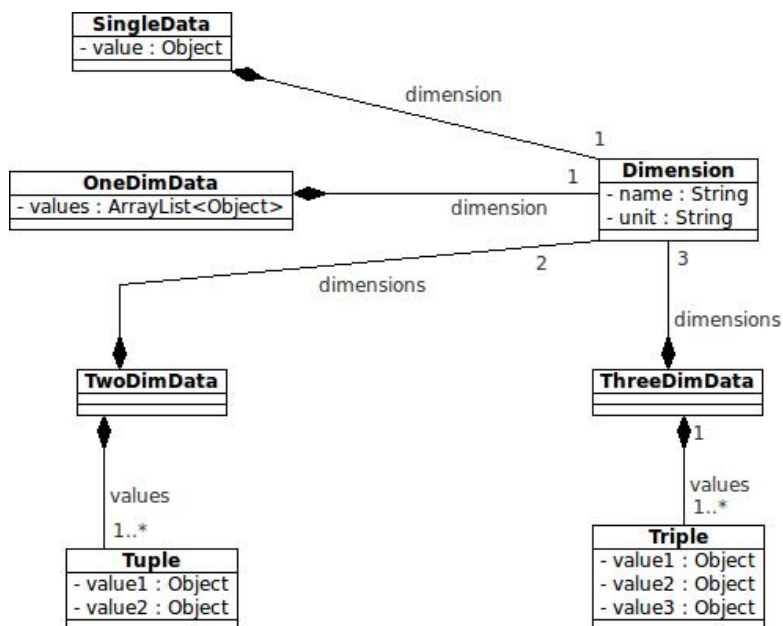 SingleData
- value : Object
dimension
1
Dimension
- name : String
- unit : String
OneDimData
- values : ArrayList<Object>
1
dimension
2
dimensions
3
dimensions
TwoDimData
ThreeDimData
1
values
1..*
values
1..*
Tuple
- value1 : Object
- value2 : Object
Triple
- value1 : Object
- value2 : Object
- value3 : Object